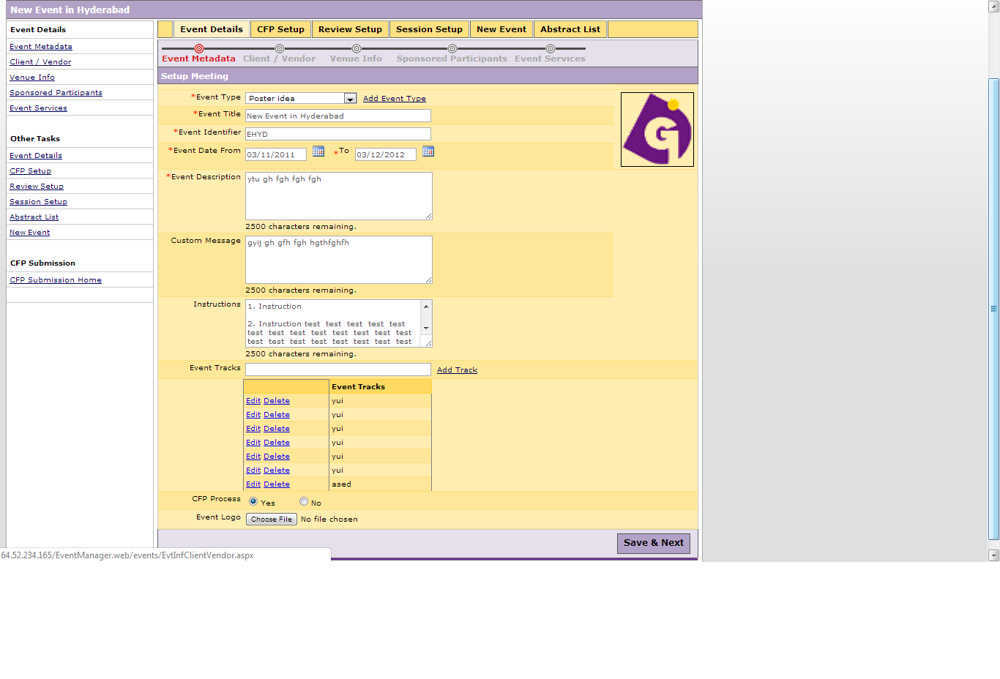 New Event in Hyderabad
Event Details
Event Metadata
Client / Vendor
Venue Info
Sponsored Participants
Event Services
Other Tasks
Event Details
CFP Setup
Review Setup
Session Setup
Abstract List
New Event
CFP Submission
CFP Submission Home
Event Details CFP Setup Review Setup Session Setup New Event Abstract List
Event Metadata Client / Vendor Venue Info Sponsored Participants Event Services
Setup Meeting
*Event Type Poster idea Add Event Type
*Event Title New Event in Hyderabad
*Event Identifier EHYD
*Event Date From 03/11/2011 *To 03/12/2012
*Event Description ytu gh fgh fgh fgh
2500 characters remaining.
Custom Message gyij gh gfh fgh hgthfghfh
2500 characters remaining.
Instructions 1. Instruction
2. Instruction test test test test test
test test test test test test test test
test test test test test test test test
2500 characters remaining.
Event Tracks Add Track
Event Tracks
Edit Delete yui
Edit Delete yui
Edit Delete yui
Edit Delete yui
Edit Delete yui
Edit Delete yui
Edit Delete ased
CFP Process Yes No
Event Logo Choose File No file chosen
Save & Next
64.52.234.165/EventManager.web/events/EvtInfClientVendor.aspx